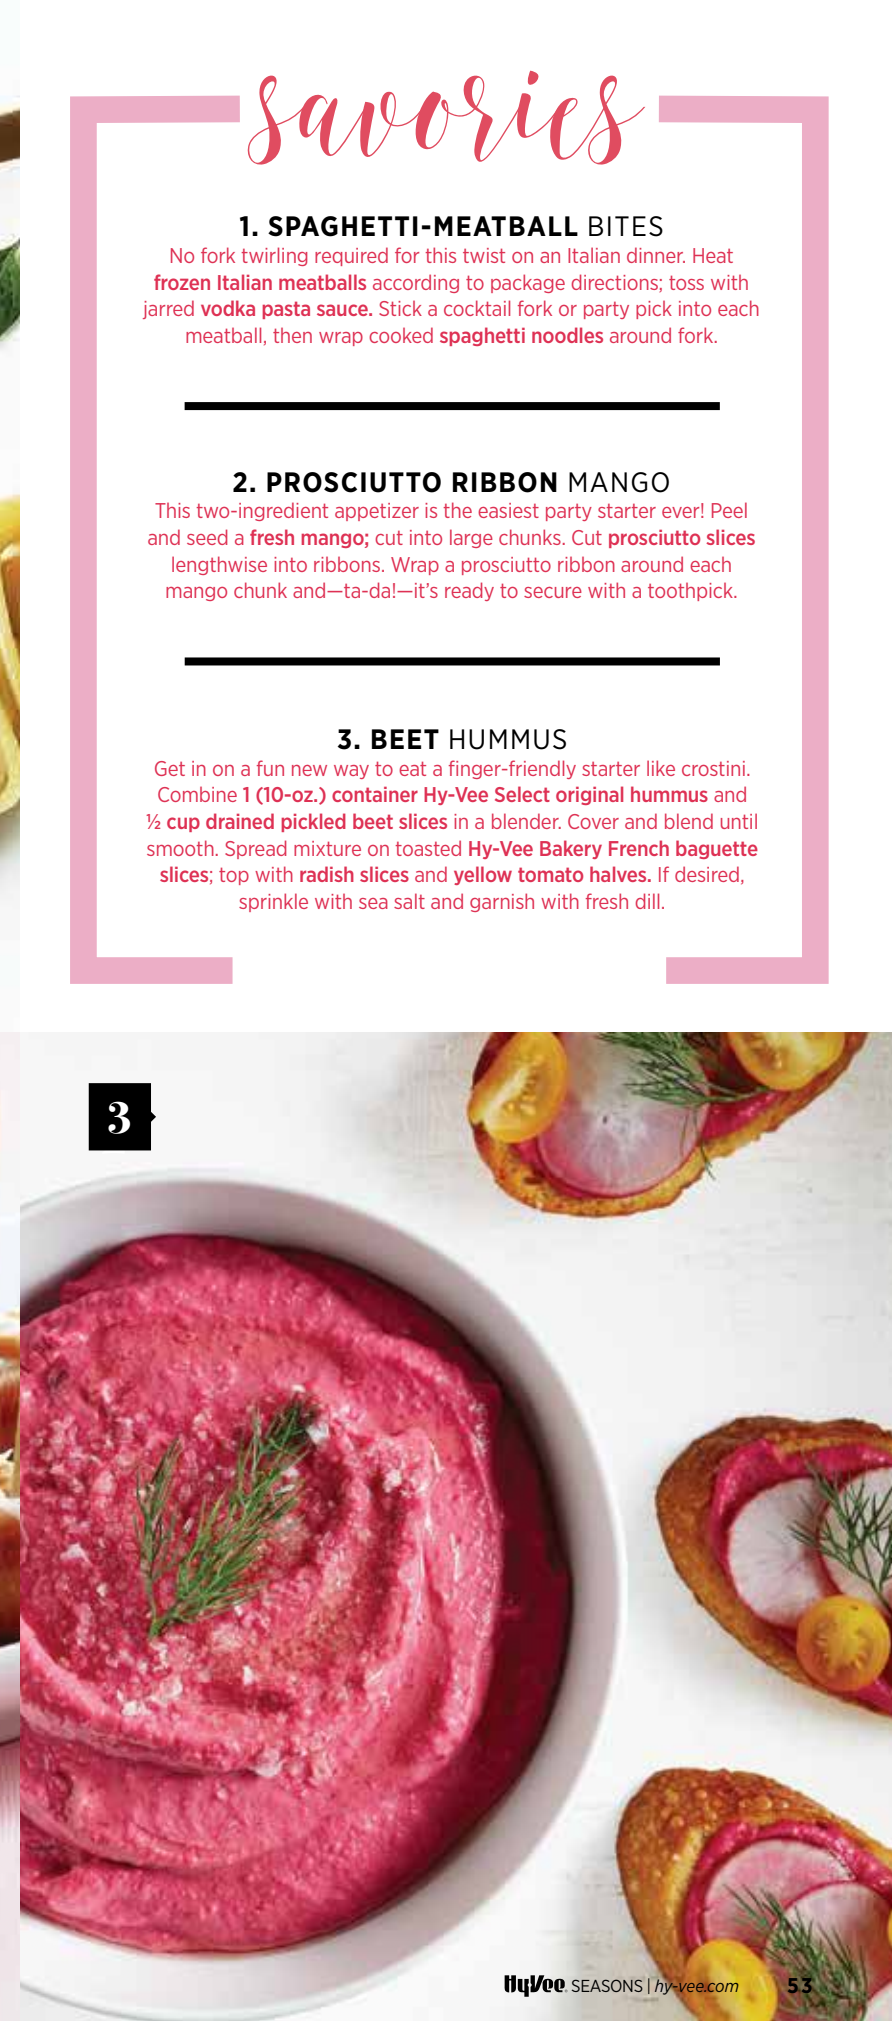 savories
1. SPAGHETTI-MEATBALL BITES
No fork twirling required for this twist on an Italian dinner. Heat
frozen Italian meatballs according to package directions; toss with
jarred vodka pasta sauce. Stick a cocktail fork or party pick into each
meatball, then wrap cooked spaghetti noodles around fork.
2. PROSCIUTTO RIBBON MANGO
This two-ingredient appetizer is the easiest party starter ever! Peel
and seed a fresh mango; cut into large chunks. Cut prosciutto slices
lengthwise into ribbons. Wrap a prosciutto ribbon around each
mango chunk and—ta-da!—it's ready to secure with a toothpick.
3. BEET HUMMUS
Get in on a fun new way to eat a finger-friendly starter like crostini.
Combine 1 (10-oz.) container Hy-Vee Select original hummus and
½ cup drained pickled beet slices in a blender. Cover and blend until
smooth. Spread mixture on toasted Hy-Vee Bakery French baguette
slices; top with radish slices and yellow tomato halves. If desired,
sprinkle with sea salt and garnish with fresh dill.
3
HyVee SEASONS | hy-vee.com 53